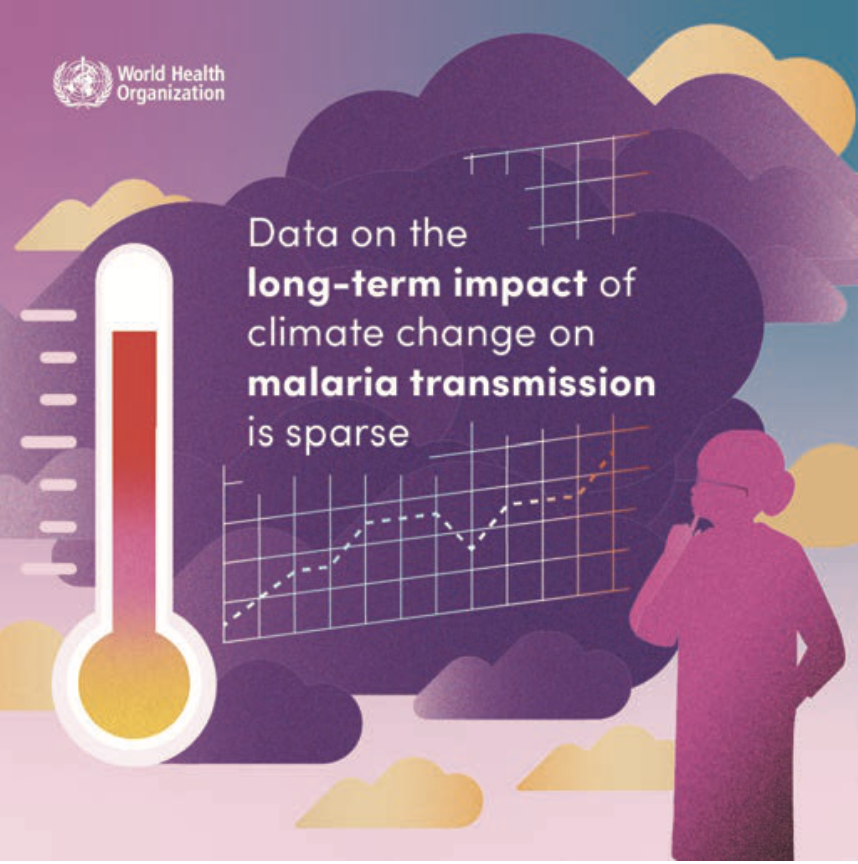 World Health
Organization
Data on the
long-term impact of
climate change on
malaria transmission
is sparse